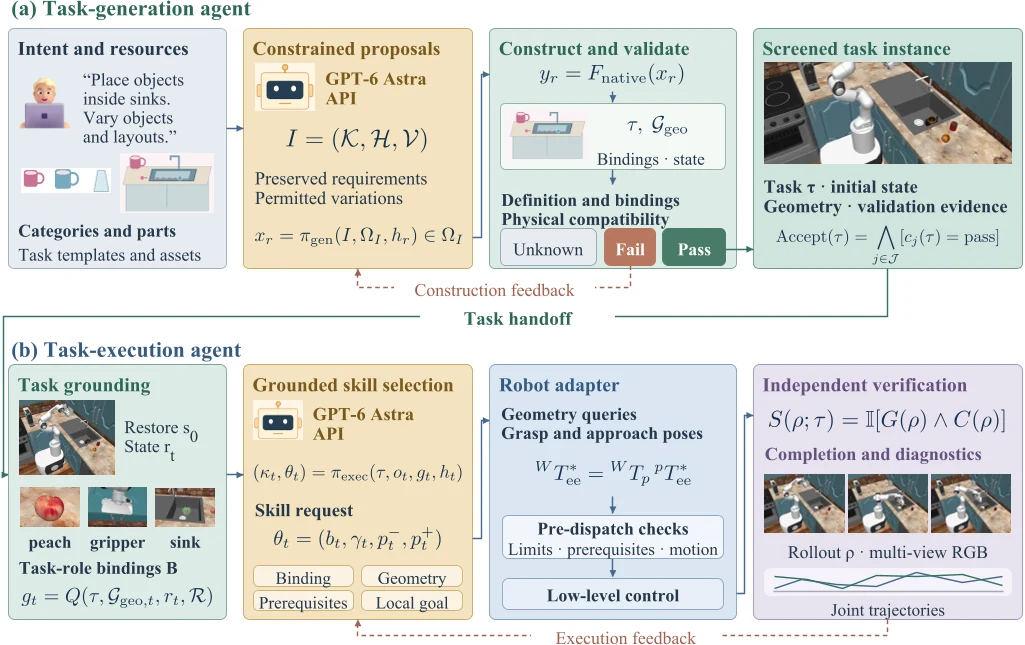 (a) Task-generation agent
Intent and resources
“Place objects
inside sinks.
Vary objects
and layouts.”
Categories and parts
Task templates and assets
Constrained proposals
GPT-6 Astra
API
I = (𝒦, ℋ, 𝒱)
Preserved requirements
Permitted variations
x_r = π_gen(I, Ω_I, h_r) ∈ Ω_I
Construct and validate
y_r = F_native(x_r)
τ, 𝒢_geo
Bindings · state
Definition and bindings
Physical compatibility
Unknown
Fail
Pass
Screened task instance
Task τ · initial state
Geometry · validation evidence
Accept(τ) = ⋀_{j∈𝒥} [c_j(τ) = pass]
Construction feedback
Task handoff
(b) Task-execution agent
Task grounding
Restore s_0
State r_t
peach gripper sink
Task-role bindings B
g_t = Q(τ, 𝒢_{geo,t}, r_t, ℛ)
Grounded skill selection
GPT-6 Astra
API
(κ_t, θ_t) = π_exec(τ, o_t, g_t, h_t)
Skill request
θ_t = (b_t, γ_t, p_t^−, p_t^+)
Binding
Geometry
Prerequisites
Local goal
Robot adapter
Geometry queries
Grasp and approach poses
^W T_ee^* = ^W T_p ^p T_ee^*
Pre-dispatch checks
Limits · prerequisites · motion
Low-level control
Independent verification
S(ρ; τ) = 𝕀[G(ρ) ∧ C(ρ)]
Completion and diagnostics
Rollout ρ · multi-view RGB
Joint trajectories
Execution feedback